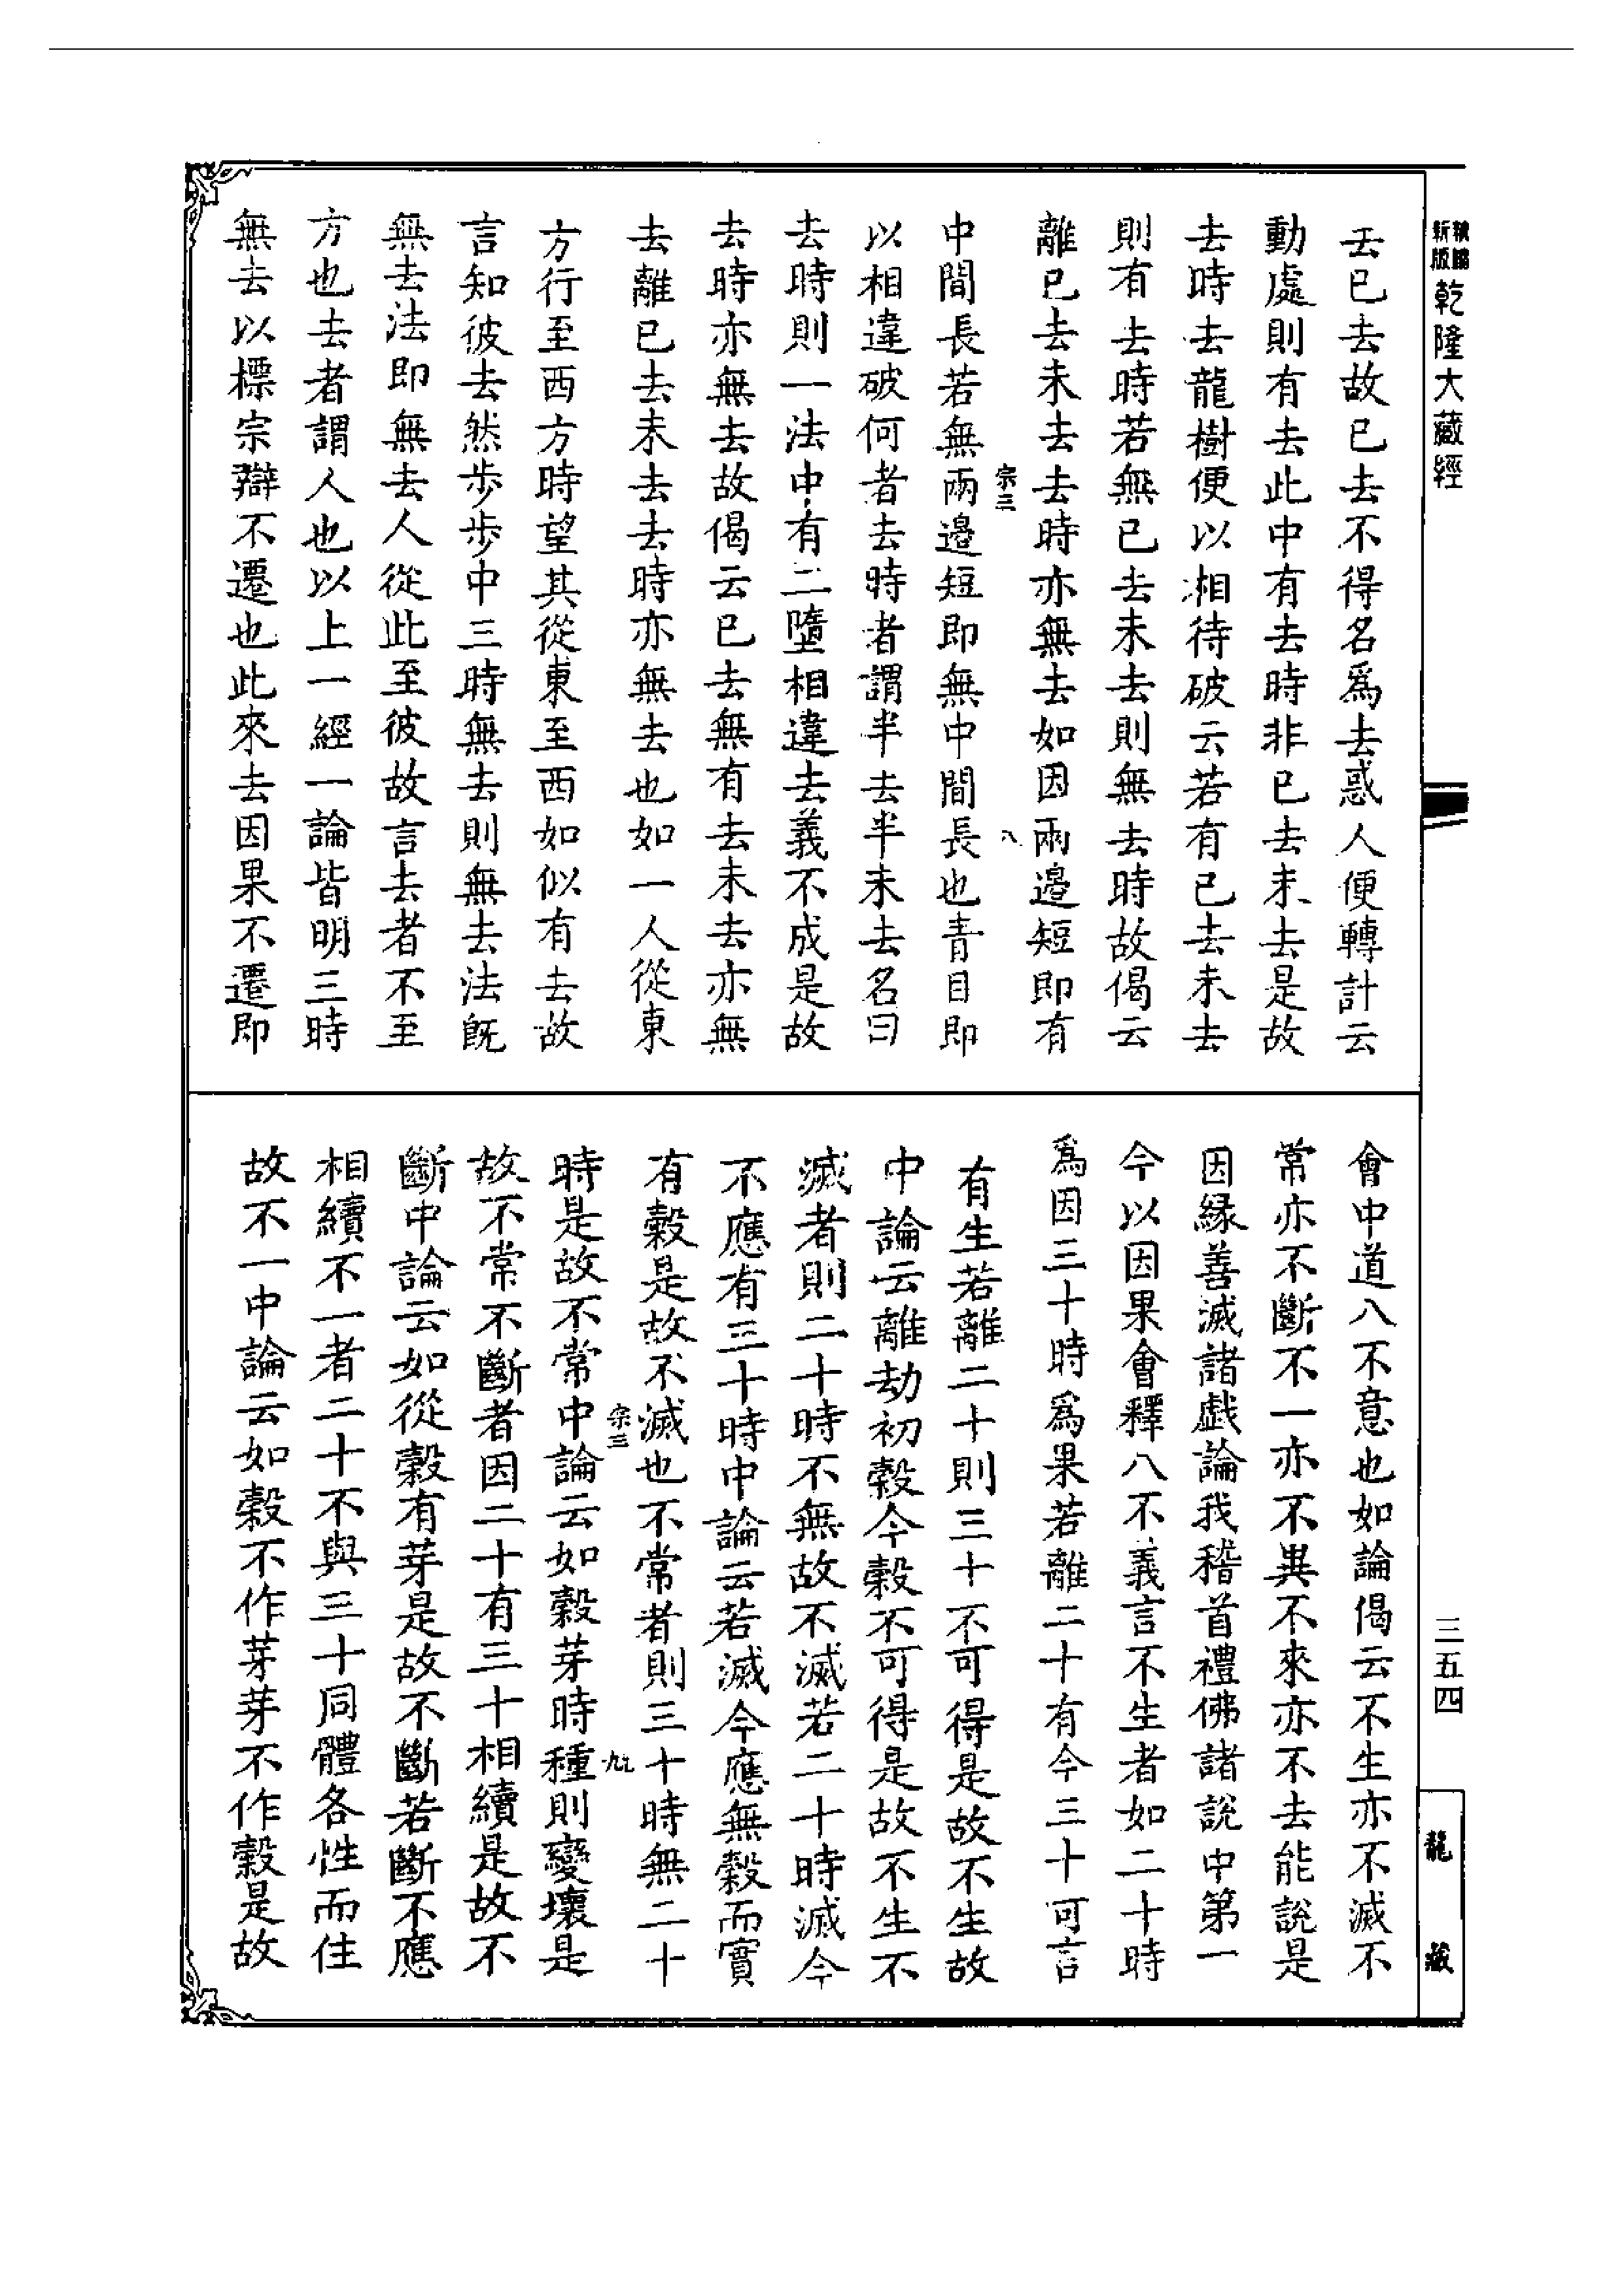 新版
乾隆大藏經
去已去故已去不得名爲去惑人便轉計云
動處則有去此中有去時非已去未去是故
去時去龍樹便以相待破云若有已去未去
則有去時若無已去未去則無去時故偈云
離已去未去去時亦無去如因兩邊短即有
宗三
八
中間長若無兩邊短即無中間長也青目即
以相違破何者去時者謂半去半未去名曰
去時則一法中有二墮相違去義不成是故
去時亦無去故偈云已去無有去未去亦無
去離已去未去去時亦無去也如一人從東
方行至西方時望其從東至西如似有去故
言知彼去然步步中三時無去則無去法旣
無去法即無去人從此至彼故言去者不至
方也去者謂人也以上一經一論皆明三時
無去以標宗辯不遷也此來去因果不遷即
會中道八不意也如論偈云不生亦不滅不
常亦不斷不一亦不異不來亦不去能說是
因縁善滅諸戲論我稽首禮佛諸說中第一
今以因果會釋八不義言不生者如二十時
爲因三十時爲果若離二十有今三十可言
有生若離二十則三十不可得是故不生故
中論云離劫初穀今穀不可得是故不生不
滅者則二十時不無故不滅若二十時滅今
不應有三十時中論云若滅今應無穀而實
有穀是故不滅也不常者則三十時無二十
宗三
九
時是故不常中論云如穀芽時種則變壞是
故不常不斷者因二十有三十相續是故不
斷中論云如從穀有芽是故不斷若斷不應
相續不一者二十不與三十同體各性而住
故不一中論云如穀不作芽芽不作穀是故
三五四
龍藏